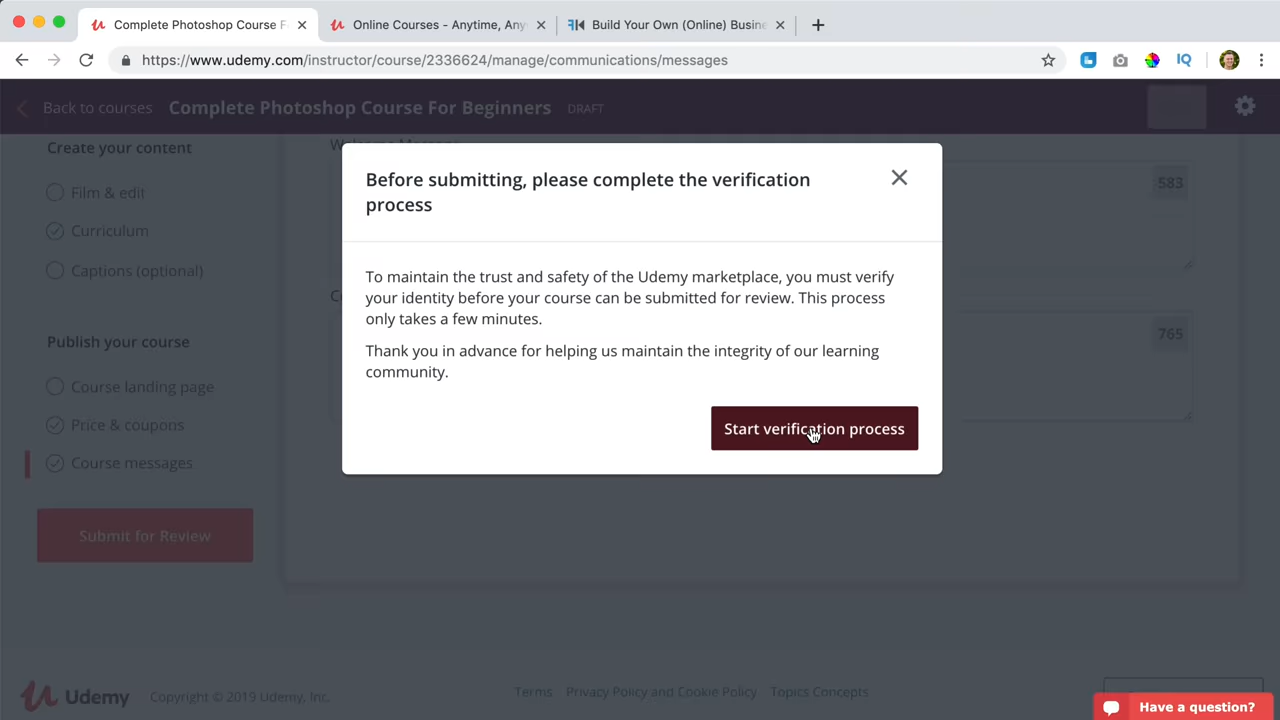 Complete Photoshop Course F
Online Courses - Anytime, Any
Build Your Own (Online) Busine
https://www.udemy.com/instructor/course/2336624/manage/communications/messages
IQ
Back to courses
Complete Photoshop Course For Beginners
DRAFT
Create your content
Film & edit
Curriculum
Captions (optional)
Publish your course
Course landing page
Price & coupons
Course messages
Submit for Review
583
765
Before submitting, please complete the verification
process
To maintain the trust and safety of the Udemy marketplace, you must verify
your identity before your course can be submitted for review. This process
only takes a few minutes.
Thank you in advance for helping us maintain the integrity of our learning
community.
Start verification process
Udemy
Copyright © 2019 Udemy, Inc.
Terms
Privacy Policy and Cookie Policy
Topics Concepts
Have a question?